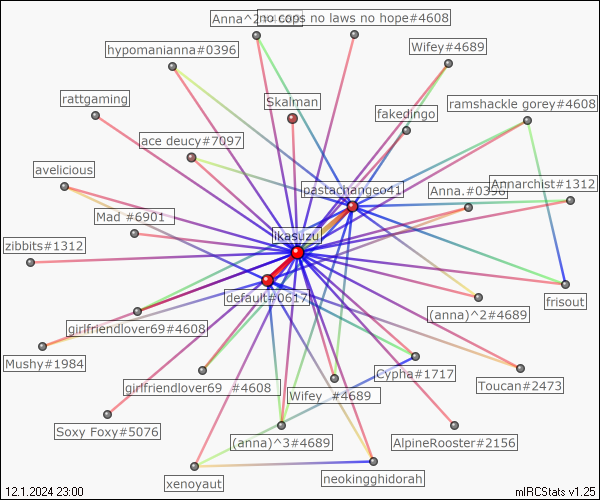 Anna^2
no cops no laws no hope#4608
hypomanianna#0396
Wifey#4689
rattgaming
Skalman
ramshackle gorey#4608
fakedingo
ace deucy#7097
avelicious
pastachangeo41
Anna.#0396
Annarchist#1312
Mad #6901
ikasuzu
zibbits#1312
default#0617
frisout
(anna)^2#4689
girlfriendlover69#4608
Mushy#1984
girlfriendlover69 #4608
Cypha#1717
Toucan#2473
Wifey #4689
Soxy Foxy#5076
(anna)^3#4689
AlpineRooster#2156
xenoyaut
neokingghidorah
12.1.2024 23:00
mIRCStats v1.25